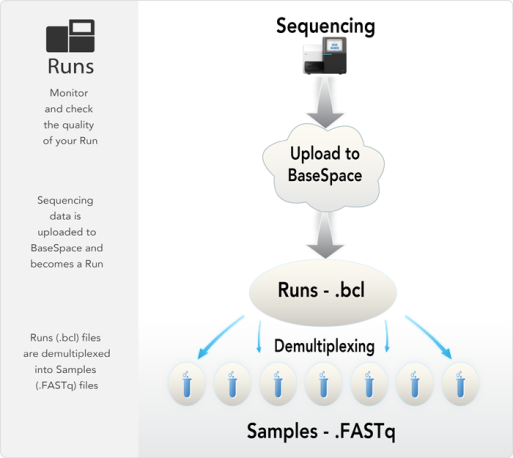 Runs
Monitor
and check
the quality
of your Run
Sequencing
data is
uploaded to
BaseSpace and
becomes a Run
Runs (.bcl) files
are demultiplexed
into Samples
(.FASTq) files
Sequencing
Upload to
BaseSpace
Runs - .bcl
Demultiplexing
Samples - .FASTq